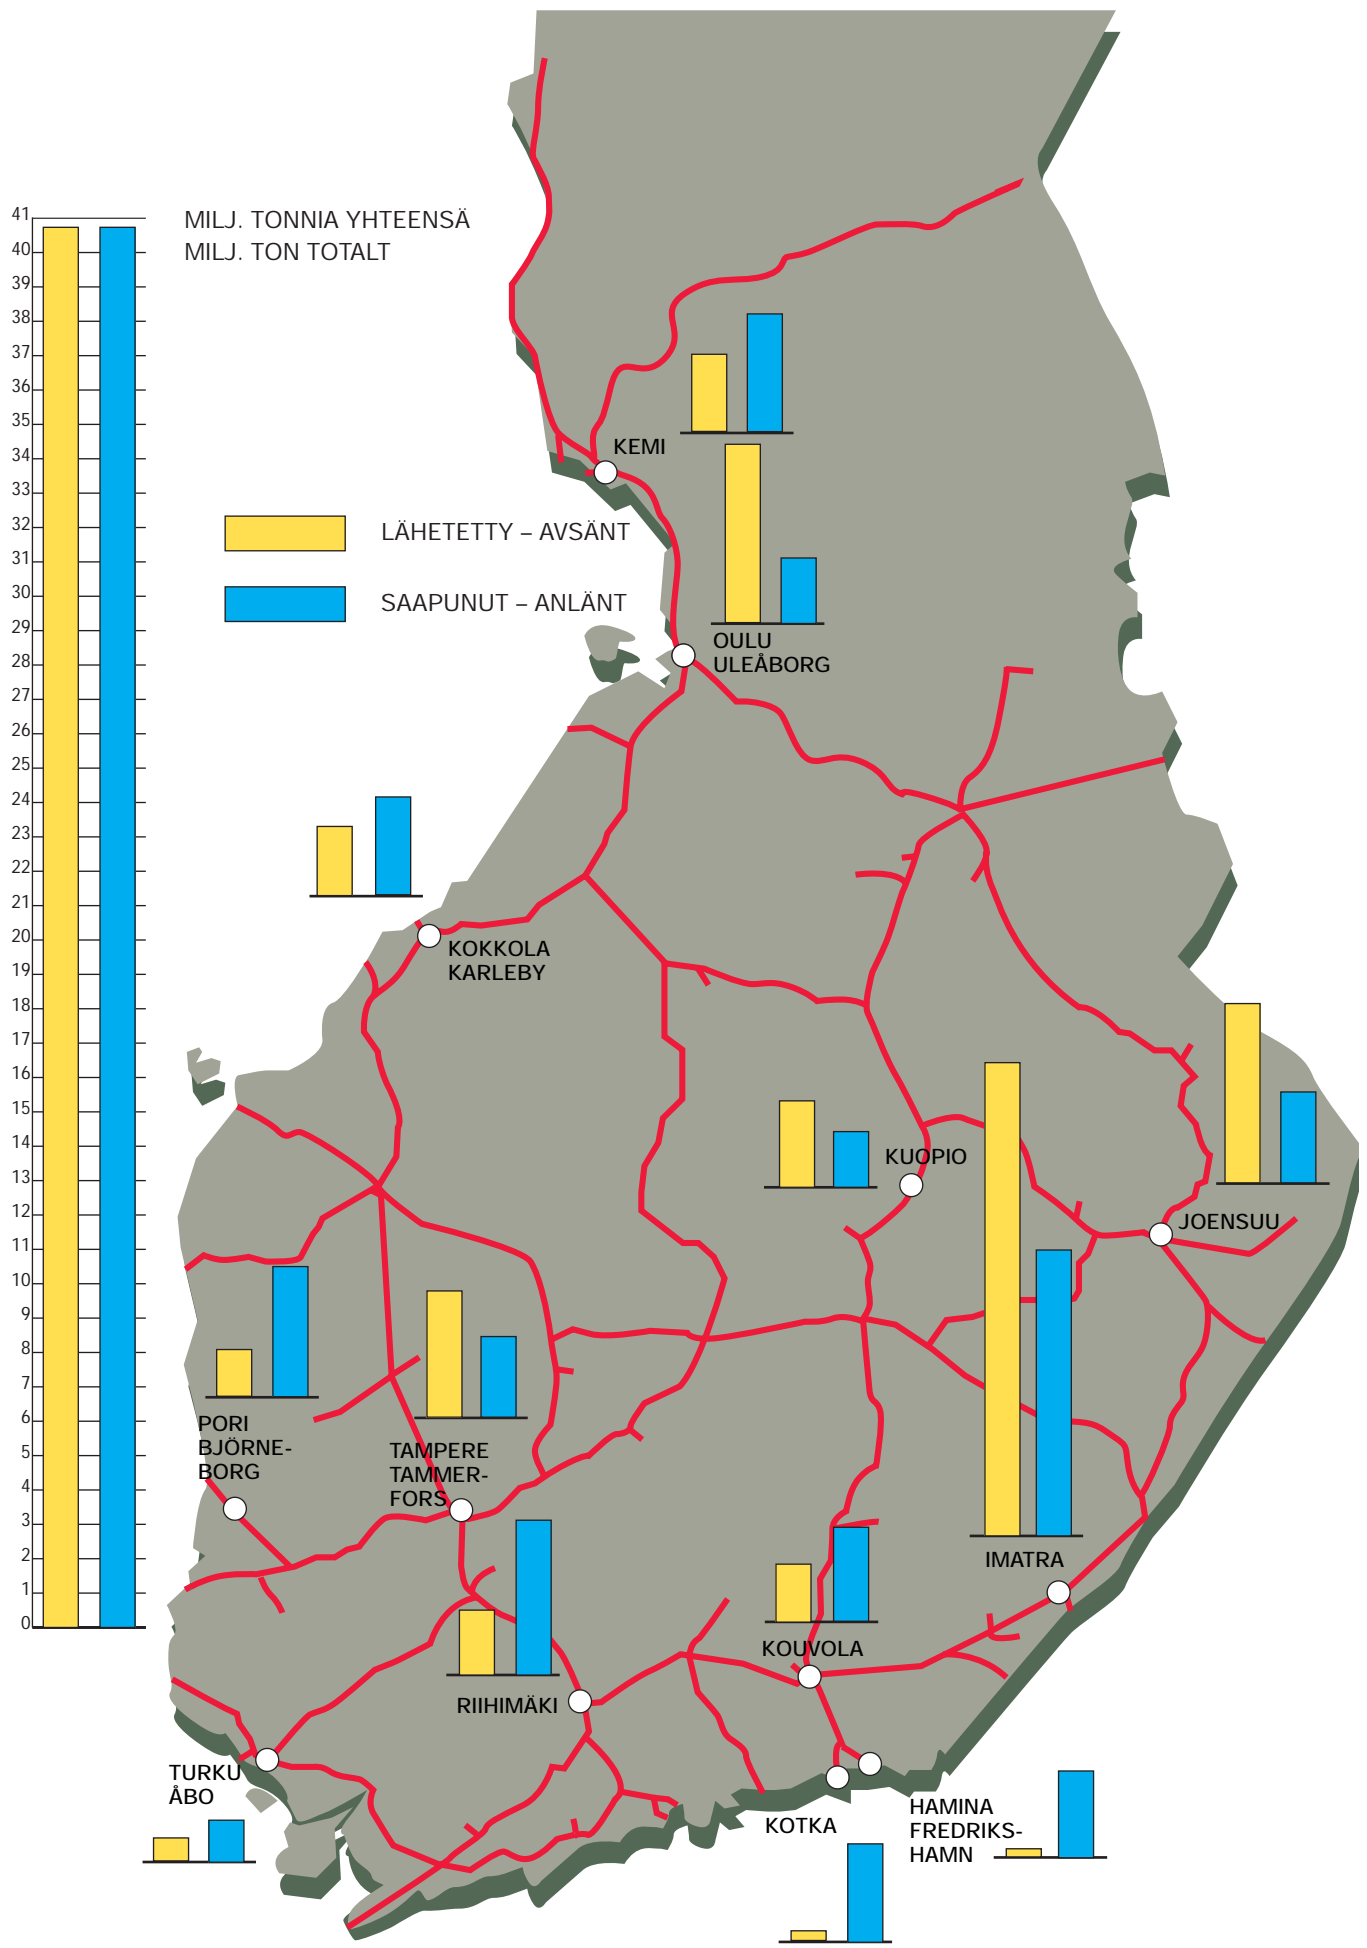 MILJ. TONNIA YHTEENSÄ
MILJ. TON TOTALT
41
40
39
38
37
36
35
34
33
32
31
30
29
28
27
26
25
24
23
22
21
20
19
18
17
16
15
14
13
12
11
10
9
8
7
6
5
4
3
2
1
0
LÄHETETTY – AVSÄNT
SAAPUNUT – ANLÄNT
KEMI
OULU
ULEÅBORG
KOKKOLA
KARLEBY
KUOPIO
JOENSUU
PORI
BJÖRNE-
BORG
TAMPERE
TAMMER-
FORS
IMATRA
KOUVOLA
RIIHIMÄKI
TURKU
ÅBO
KOTKA
HAMINA
FREDRIKS-
HAMN